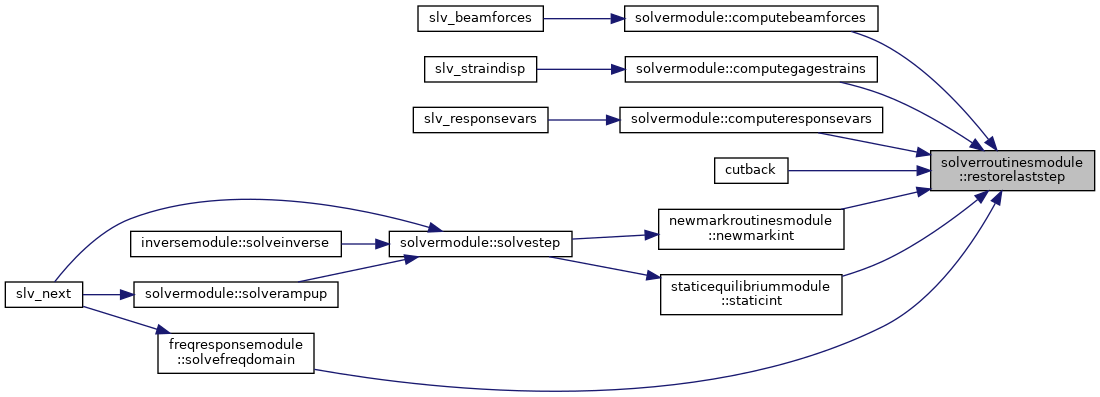 slv_beamforces
solvermodule::computebeamforces
slv_straindisp
solvermodule::computegagestrains
slv_responsevars
solvermodule::computeresponsevars
cutback
solverroutinesmodule
::restorelaststep
newmarkroutinesmodule
::newmarkint
inversemodule::solveinverse
solvermodule::solvestep
slv_next
solvermodule::solverampup
staticequilibriummodule
::staticint
freqresponsemodule
::solvefreqdomain